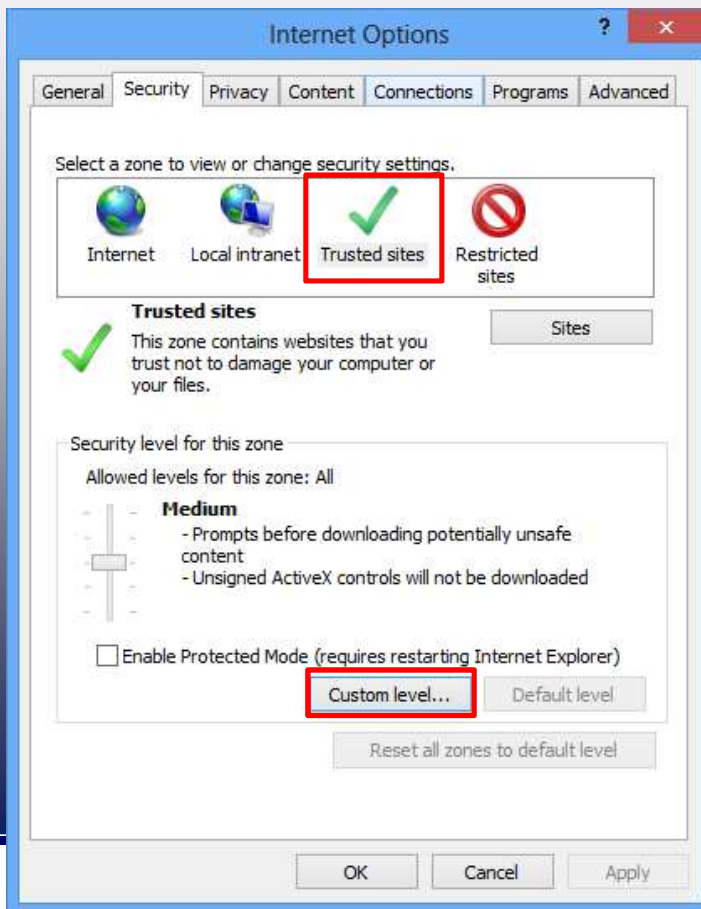 Internet Options
?
General Security Privacy Content Connections Programs Advanced
Select a zone to view or change security settings.
Internet
Local intranet
Trusted sites
Restricted
sites
Trusted sites
This zone contains websites that you
trust not to damage your computer or
your files.
Sites
Security level for this zone
Allowed levels for this zone: All
Medium
- Prompts before downloading potentially unsafe
content
- Unsigned ActiveX controls will not be downloaded
Enable Protected Mode (requires restarting Internet Explorer)
Custom level... Default level
Reset all zones to default level
OK Cancel Apply